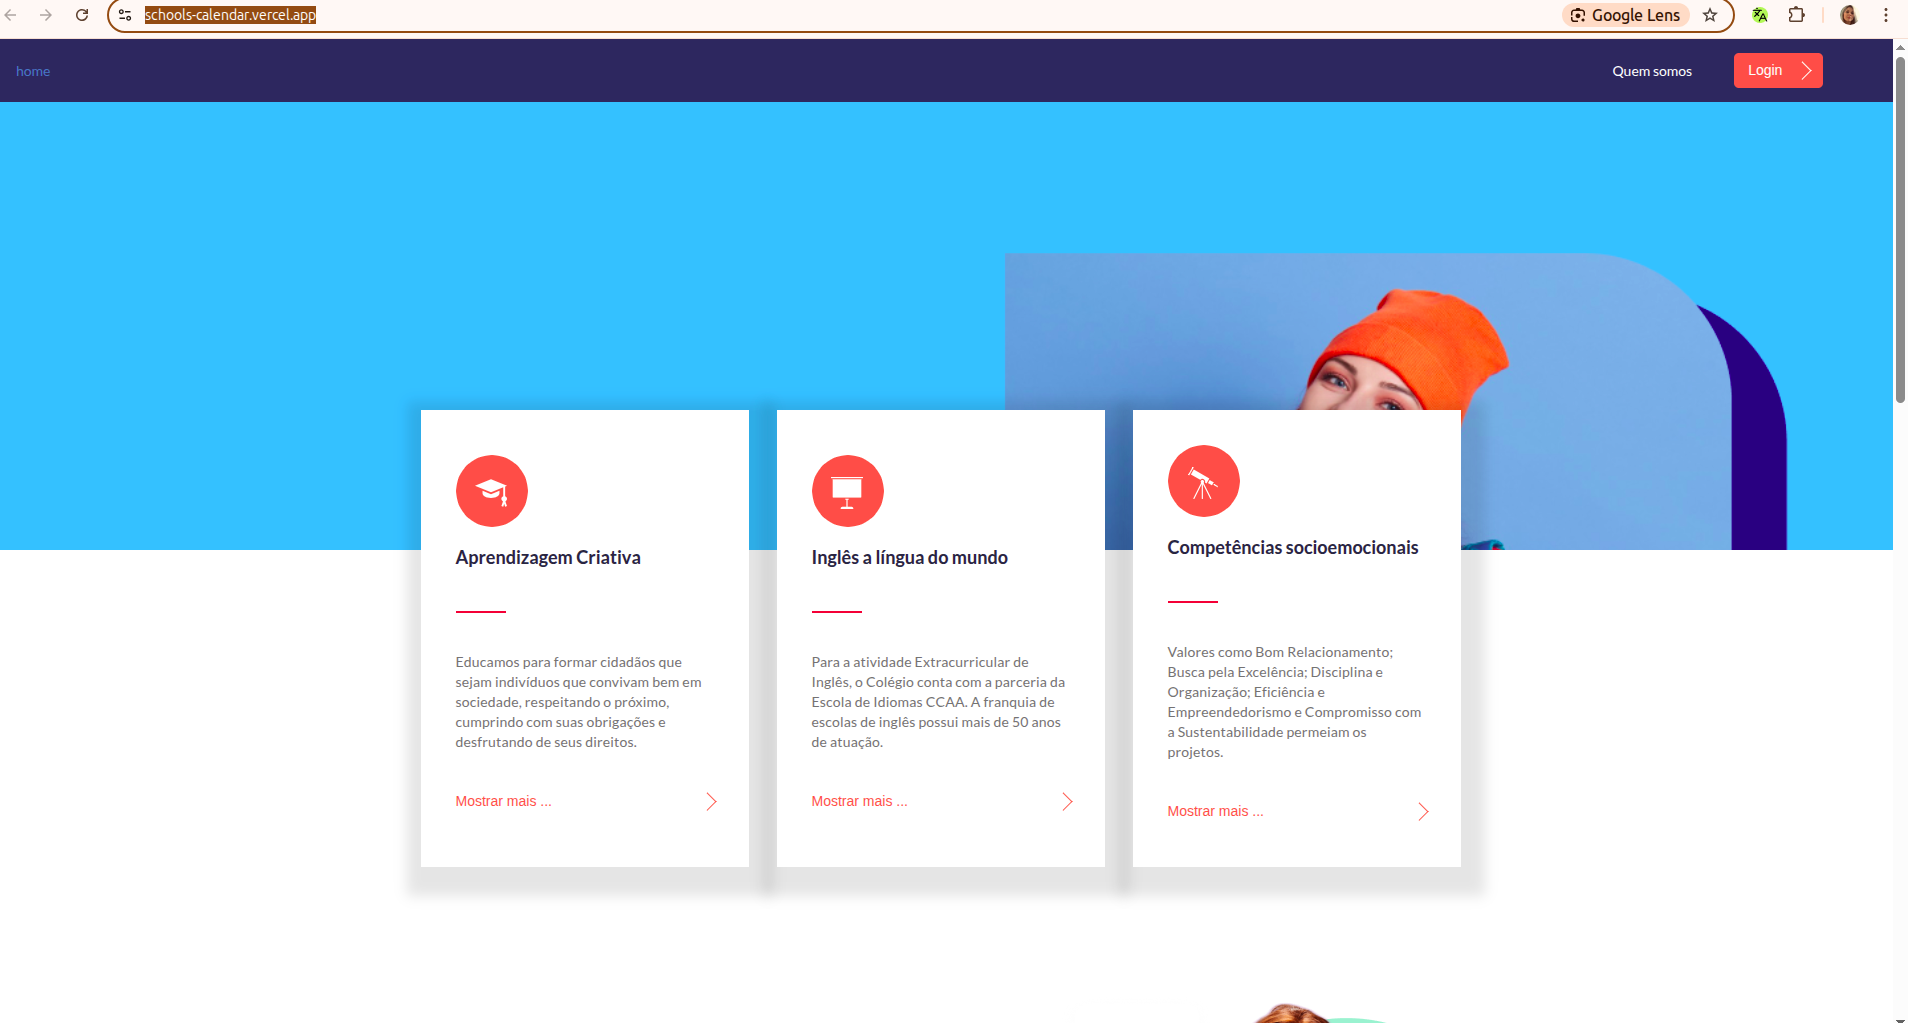 schools-calendar.vercel.app
Google Lens
home
Quem somos
Login
Aprendizagem Criativa
Educamos para formar cidadãos que
sejam indivíduos que convivam bem em
sociedade, respeitando o próximo,
cumprindo com suas obrigações e
desfrutando de seus direitos.
Mostrar mais ...
Inglês a língua do mundo
Para a atividade Extracurricular de
Inglês, o Colégio conta com a parceria da
Escola de Idiomas CCAA. A franquia de
escolas de inglês possui mais de 50 anos
de atuação.
Mostrar mais ...
Competências socioemocionais
Valores como Bom Relacionamento;
Busca pela Excelência; Disciplina e
Organização; Eficiência e
Empreendedorismo e Compromisso com
a Sustentabilidade permeiam os
projetos.
Mostrar mais ...